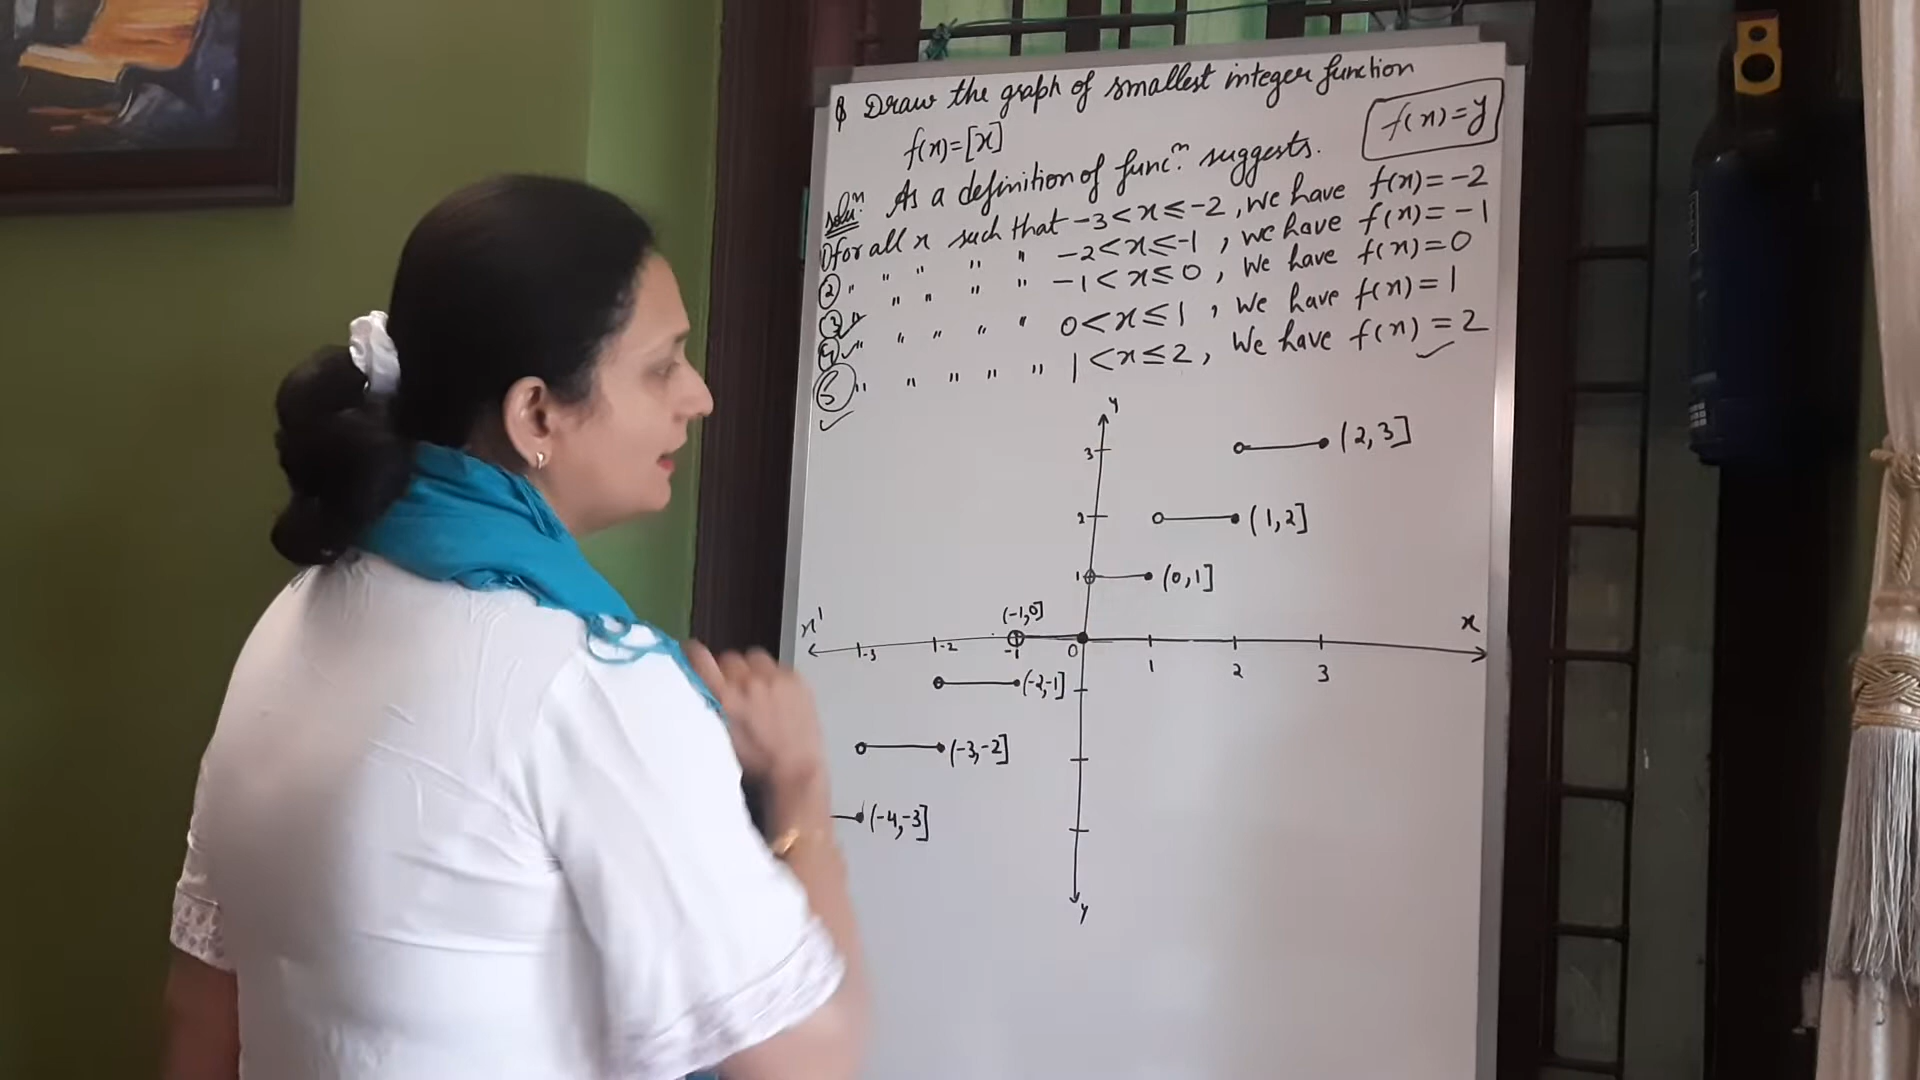 Q Draw the graph of smallest integer function
f(x)=[x]
f(x)=y
Solnⁿ: As a definition of funcⁿ. suggests.
① for all x such that -3<x≤-2, we have f(x)=-2
② " " " " " -2<x≤-1, we have f(x)=-1
③ " " " " " -1<x≤0, we have f(x)=0
④ " " " " " 0<x≤1, we have f(x)=1
⑤ " " " " " 1<x≤2, we have f(x)=2
y
3
(2,3]
2
(1,2]
1
(0,1]
(-1,0]
x'
x
-3 -2 -1 0 1 2 3
(-2,-1]
(-3,-2]
(-4,-3]
y